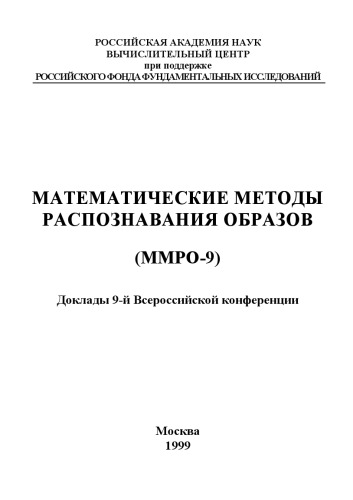 РОССИЙСКАЯ АКАДЕМИЯ НАУК
ВЫЧИСЛИТЕЛЬНЫЙ ЦЕНТР
при поддержке
РОССИЙСКОГО ФОНДА ФУНДАМЕНТАЛЬНЫХ ИССЛЕДОВАНИЙ
МАТЕМАТИЧЕСКИЕ МЕТОДЫ
РАСПОЗНАВАНИЯ ОБРАЗОВ
(ММРО-9)
Доклады 9-й Всероссийской конференции
Москва
1999